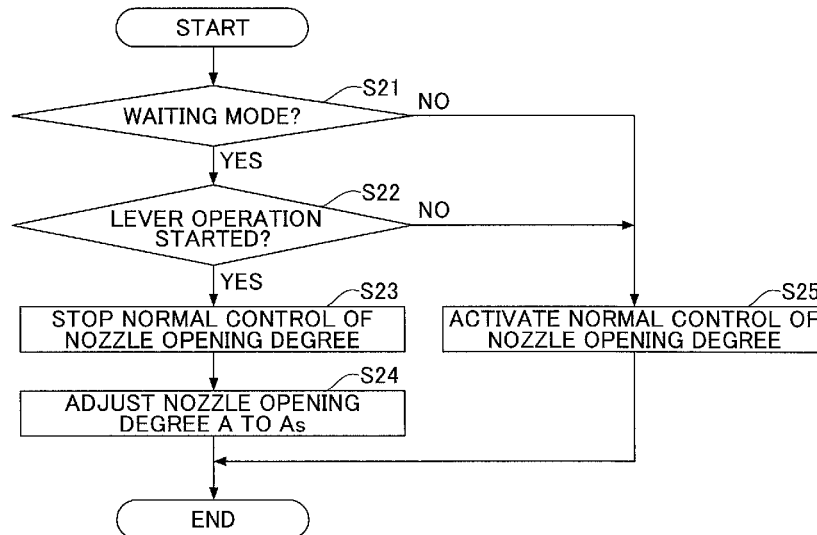 START
S21
WAITING MODE?
NO
YES
S22
LEVER OPERATION
STARTED?
NO
YES
S23
STOP NORMAL CONTROL OF
NOZZLE OPENING DEGREE
S25
ACTIVATE NORMAL CONTROL OF
NOZZLE OPENING DEGREE
S24
ADJUST NOZZLE OPENING
DEGREE A TO As
END